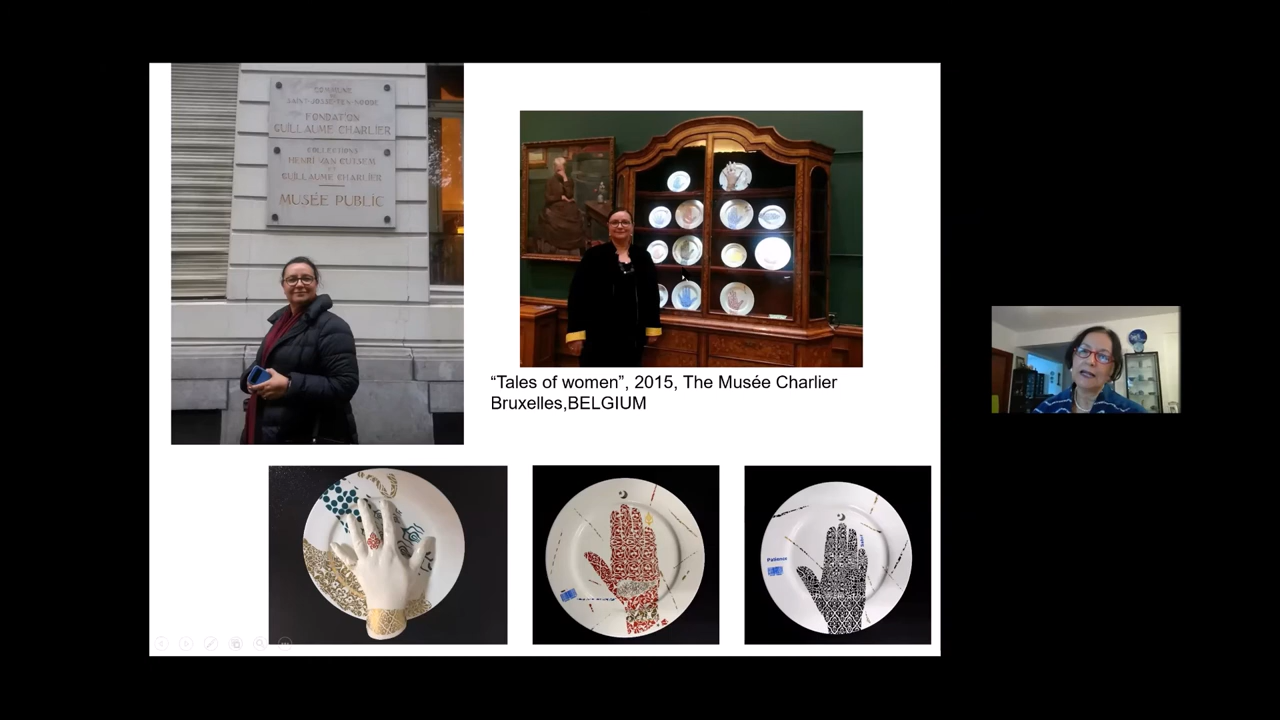 COMMUNE
DE
SAINT-JOSSE-TEN-NOODE
FONDATION
GUILLAUME CHARLIER
COLLECTIONS
HENRI VAN CUTSEM
ET
GUILLAUME CHARLIER
MUSÉE PUBLIC
“Tales of women”, 2015, The Musée Charlier
Bruxelles,BELGIUM
Patience